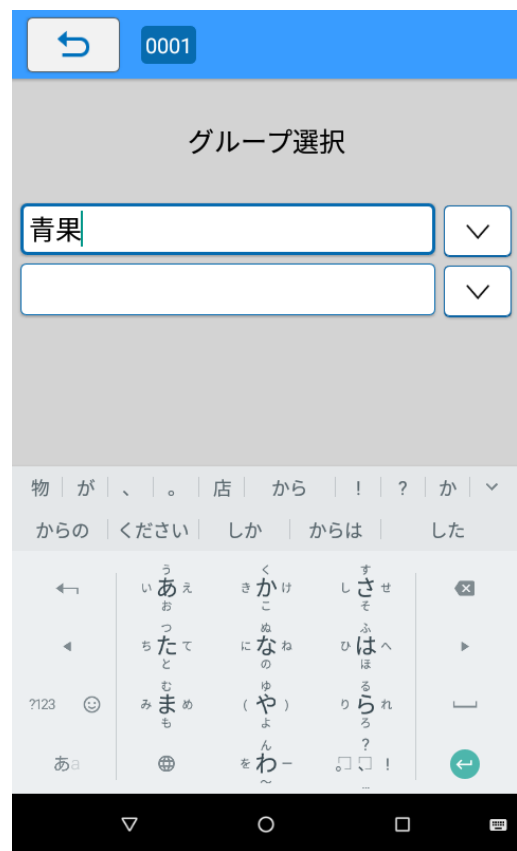 0001
グループ選択
青果
物 が 、 。 店 から ! ? か
からの ください しか からは した
う く す
い あ え き か け し さ せ
お こ そ
つ ぬ ふ
ち た て に な ね ひ は へ
と の ほ
む ゆ る
?123 み ま め ( や ) り ら れ
も よ ろ
ん ?
あa を わ ー 。 、 !
〜 …